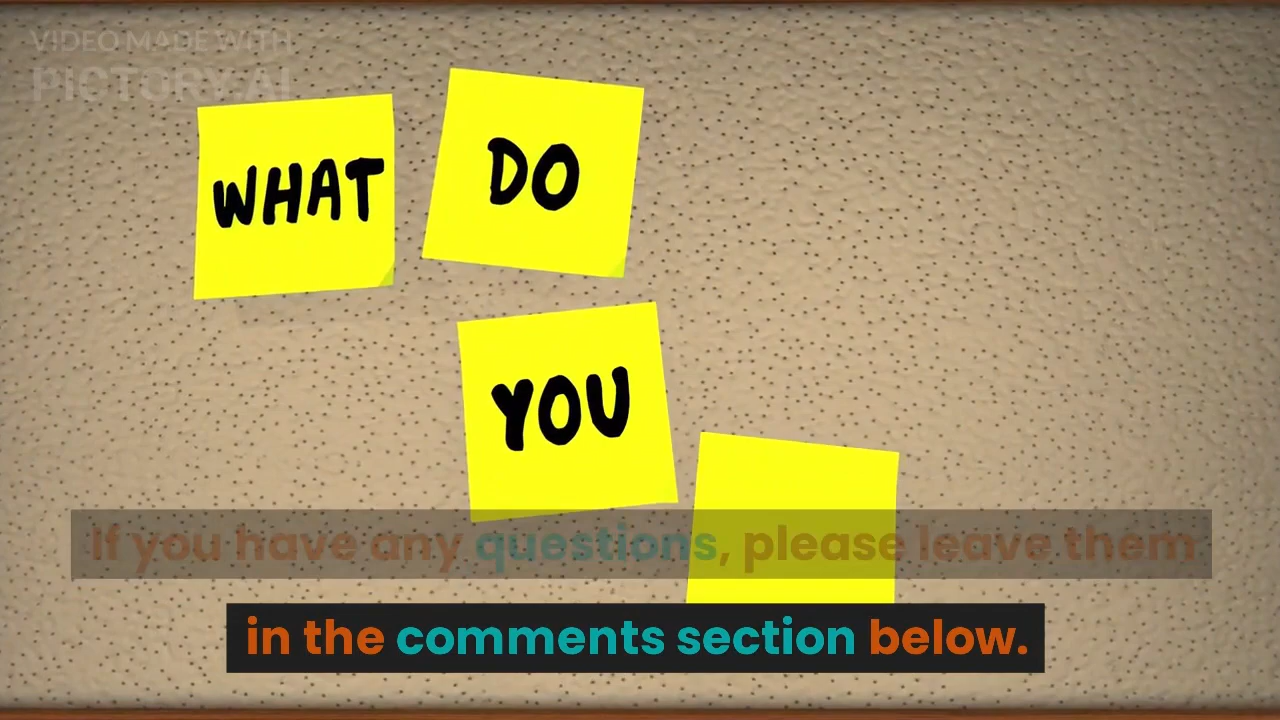 VIDEO MADE WITH
PICTORY.AI
WHAT DO
YOU
If you have any questions, please leave them
in the comments section below.